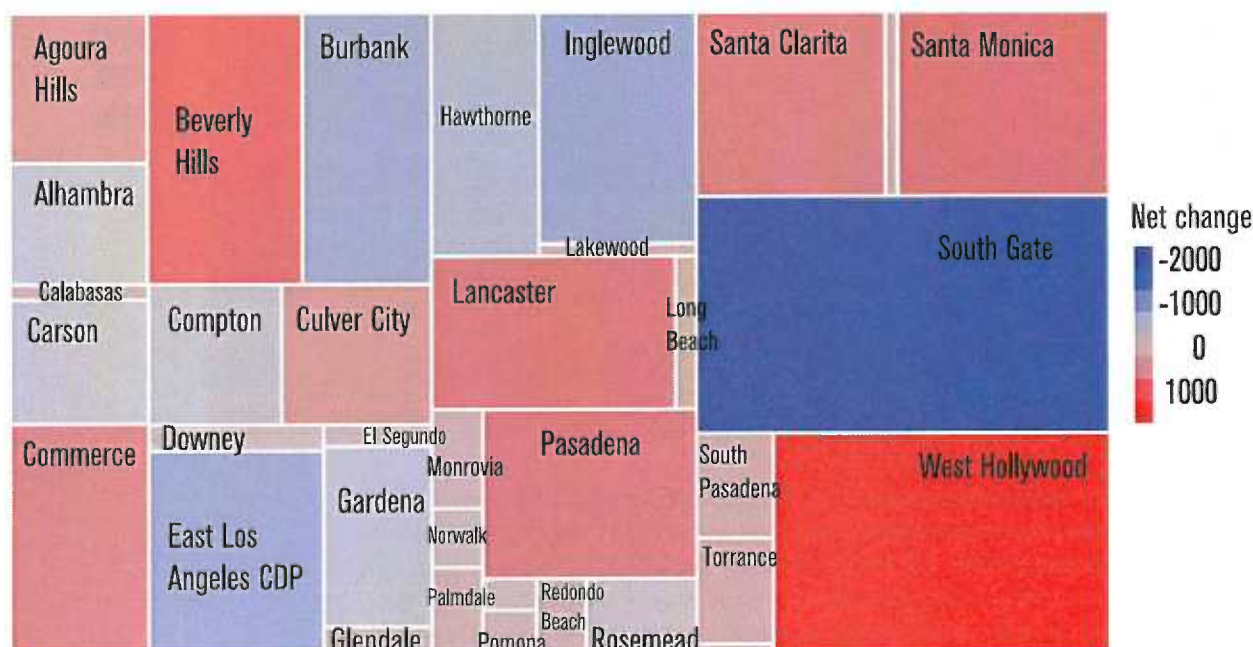 Agoura
Hills
Beverly
Hills
Burbank
Hawthorne
Inglewood
Santa Clarita
Santa Monica
Alhambra
Lakewood
Calabasas
Carson
Compton
Culver City
Lancaster
Long
Beach
South Gate
Net change
-2000
-1000
0
1000
Commerce
Downey
El Segundo
East Los
Angeles CDP
Gardena
Glendale
Monrovia
Norwalk
Palmdale
Pasadena
Pomona
Redondo
Beach
Rosemead
South
Pasadena
Torrance
West Hollywood